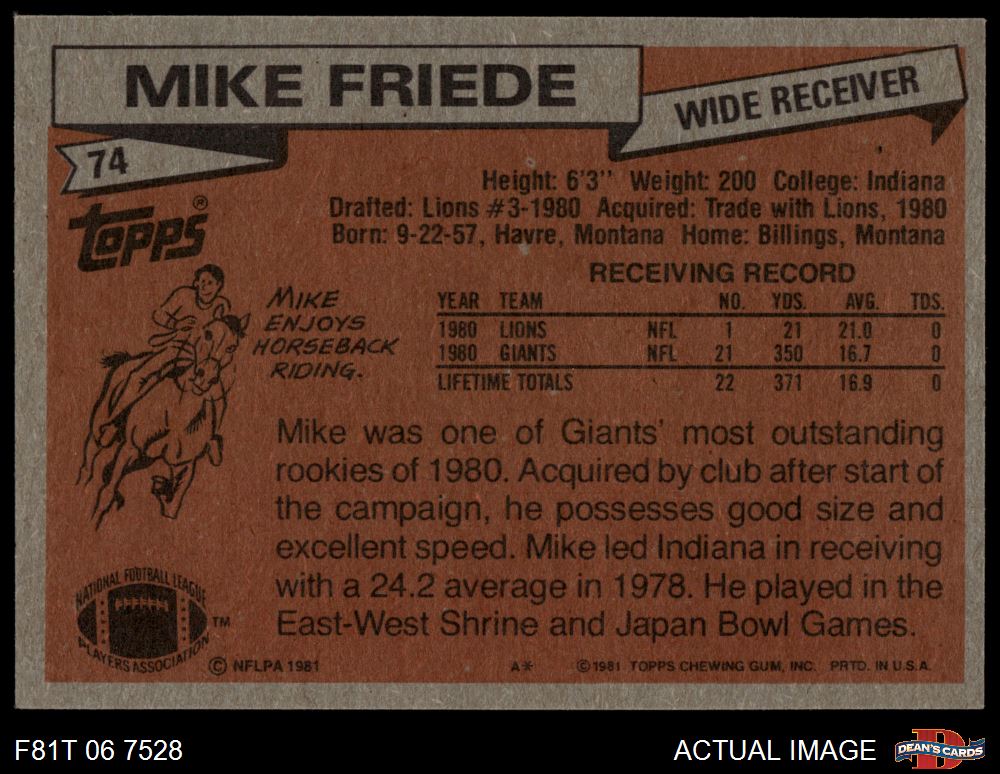 MIKE FRIEDE
WIDE RECEIVER
74
TOPPS®
Height: 6'3'' Weight: 200 College: Indiana
Drafted: Lions #3-1980 Acquired: Trade with Lions, 1980
Born: 9-22-57, Havre, Montana Home: Billings, Montana
MIKE
ENJOYS
HORSEBACK
RIDING.
RECEIVING RECORD
YEAR TEAM NO. YDS. AVG. TDS.
1980 LIONS NFL 1 21 21.0 0
1980 GIANTS NFL 21 350 16.7 0
LIFETIME TOTALS 22 371 16.9 0
Mike was one of Giants' most outstanding
rookies of 1980. Acquired by club after start of
the campaign, he possesses good size and
excellent speed. Mike led Indiana in receiving
with a 24.2 average in 1978. He played in the
East-West Shrine and Japan Bowl Games.
NATIONAL FOOTBALL LEAGUE
PLAYERS ASSOCIATION
TM
© NFLPA 1981 A* © 1981 TOPPS CHEWING GUM, INC. PRTD. IN U.S.A.
F81T 06 7528 ACTUAL IMAGE
D
DEAN'S CARDS